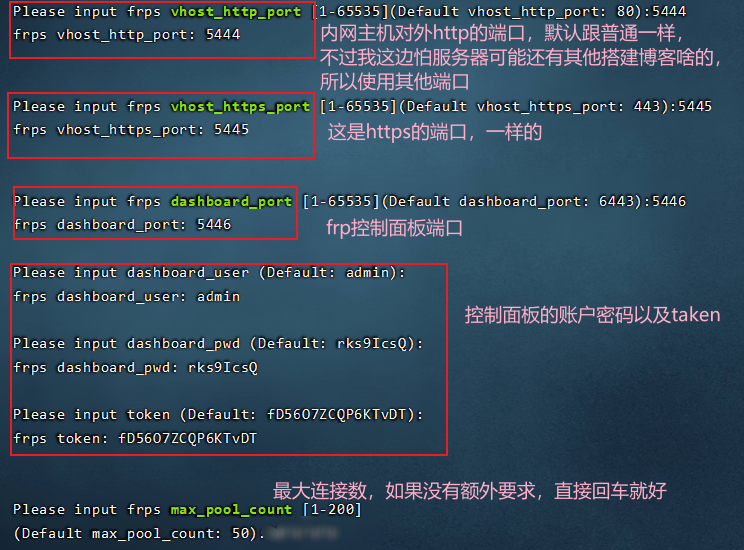 Please input frps vhost_http_port [1-65535](Default vhost_http_port: 80):5444
frps vhost_http_port: 5444
内网主机对外http的端口，默认跟普通一样，
不过我这边怕服务器可能还有其他搭建博客啥的，
所以使用其他端口
Please input frps vhost_https_port [1-65535](Default vhost_https_port: 443):5445
frps vhost_https_port: 5445
这是https的端口，一样的
Please input frps dashboard_port [1-65535](Default dashboard_port: 6443):5446
frps dashboard_port: 5446
frp控制面板端口
Please input dashboard_user (Default: admin):
frps dashboard_user: admin
控制面板的账户密码以及taken
Please input dashboard_pwd (Default: rks9IcsQ):
frps dashboard_pwd: rks9IcsQ
Please input token (Default: fD56O7ZCQP6KTvDT):
frps token: fD56O7ZCQP6KTvDT
最大连接数，如果没有额外要求，直接回车就好
Please input frps max_pool_count [1-200]
(Default max_pool_count: 50).